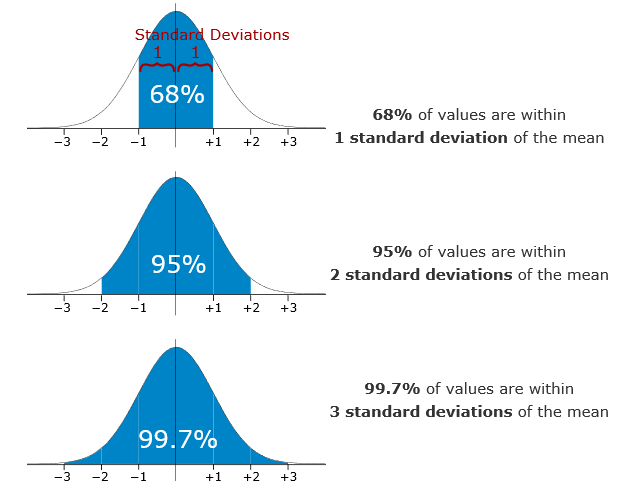 Standard Deviations
1 1
68%
−3 −2 −1 +1 +2 +3
68% of values are within
1 standard deviation of the mean
95%
−3 −2 −1 +1 +2 +3
95% of values are within
2 standard deviations of the mean
99.7%
−3 −2 −1 +1 +2 +3
99.7% of values are within
3 standard deviations of the mean